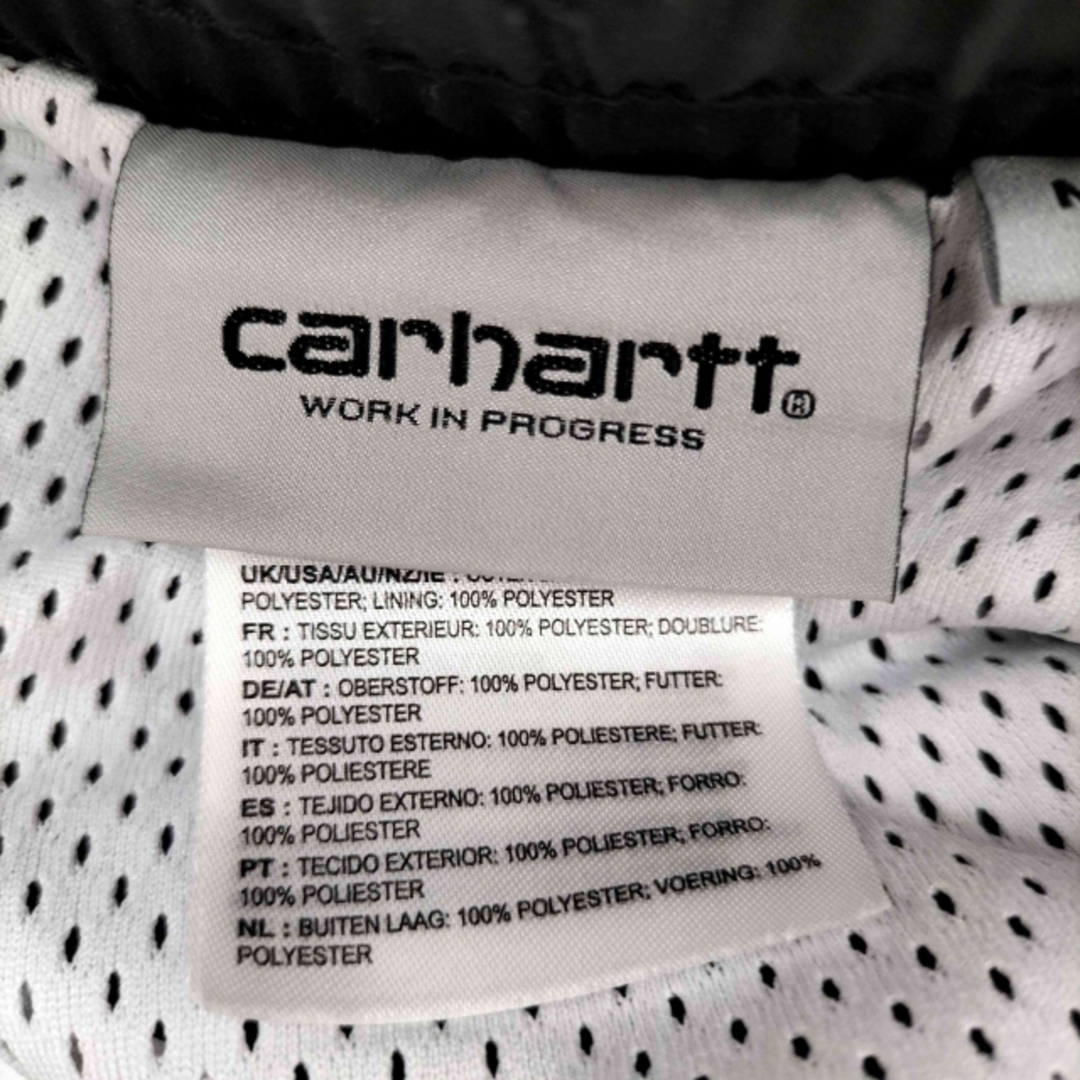 carhartt®
WORK IN PROGRESS
UK/USA/AU/NZ/IE :
POLYESTER; LINING: 100% POLYESTER
FR : TISSU EXTERIEUR: 100% POLYESTER; DOUBLURE:
100% POLYESTER
DE/AT : OBERSTOFF: 100% POLYESTER; FUTTER:
100% POLYESTER
IT : TESSUTO ESTERNO: 100% POLIESTERE; FUTTER:
100% POLIESTERE
ES : TEJIDO EXTERNO: 100% POLIESTER; FORRO:
100% POLIESTER
PT : TECIDO EXTERIOR: 100% POLIESTER; FORRO:
100% POLIESTER
NL : BUITEN LAAG: 100% POLYESTER; VOERING: 100%
POLYESTER